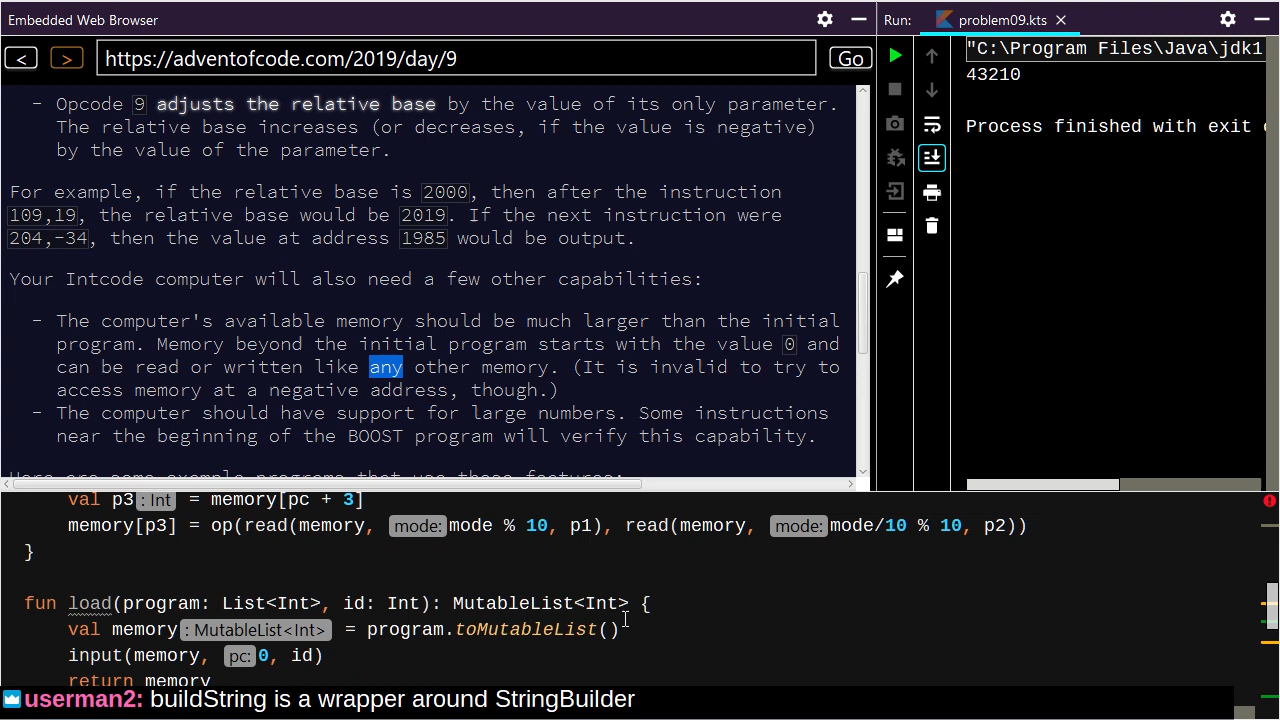 Embedded Web Browser
Run: problem09.kts
< > https://adventofcode.com/2019/day/9 Go
- Opcode 9 adjusts the relative base by the value of its only parameter.
The relative base increases (or decreases, if the value is negative)
by the value of the parameter.
For example, if the relative base is 2000, then after the instruction
109,19, the relative base would be 2019. If the next instruction were
204,-34, then the value at address 1985 would be output.
Your Intcode computer will also need a few other capabilities:
- The computer's available memory should be much larger than the initial
program. Memory beyond the initial program starts with the value 0 and
can be read or written like any other memory. (It is invalid to try to
access memory at a negative address, though.)
- The computer should have support for large numbers. Some instructions
near the beginning of the BOOST program will verify this capability.
Here are some example programs that use these features:
"C:\Program Files\Java\jdk1
43210
Process finished with exit
val p3 : Int = memory[pc + 3]
memory[p3] = op(read(memory, mode: mode % 10, p1), read(memory, mode: mode/10 % 10, p2))
}
fun load(program: List<Int>, id: Int): MutableList<Int> {
val memory : MutableList<Int> = program.toMutableList()
input(memory, pc: 0, id)
return memory
userman2: buildString is a wrapper around StringBuilder